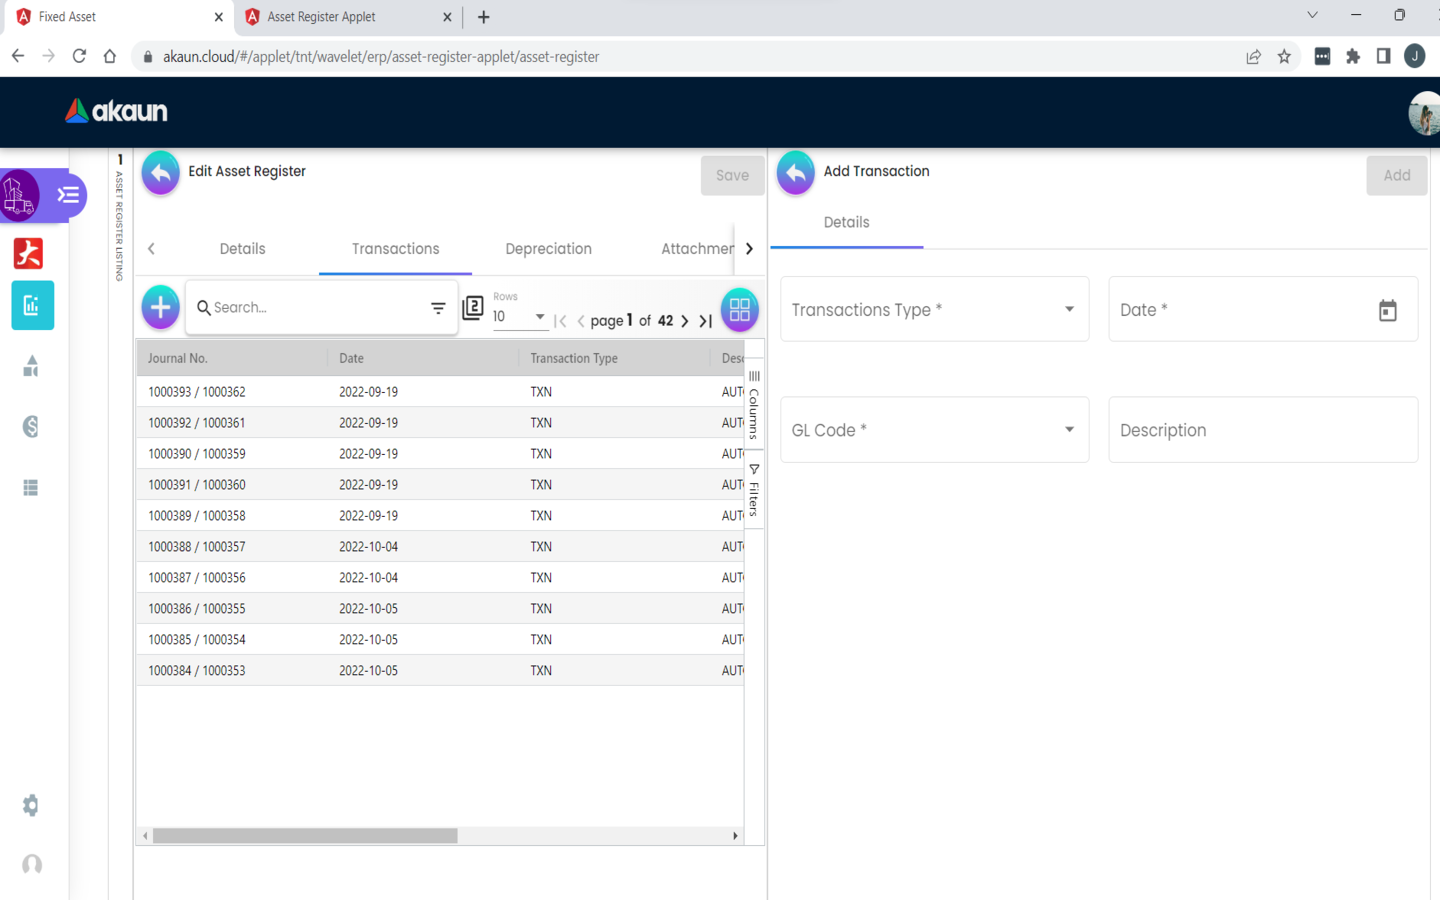 Fixed Asset
Asset Register Applet
akaun.cloud/#/applet/tnt/wavelet/erp/asset-register-applet/asset-register
J
akaun
1 ASSET REGISTER LISTING
Edit Asset Register
Save
Details
Transactions
Depreciation
Attachmen
Search...
2
Rows
10
page 1 of 42
Journal No. Date Transaction Type Desc
1000393 / 1000362 2022-09-19 TXN AUT
1000392 / 1000361 2022-09-19 TXN AUT
1000390 / 1000359 2022-09-19 TXN AUT
1000391 / 1000360 2022-09-19 TXN AUT
1000389 / 1000358 2022-09-19 TXN AUT
1000388 / 1000357 2022-10-04 TXN AUT
1000387 / 1000356 2022-10-04 TXN AUT
1000386 / 1000355 2022-10-05 TXN AUT
1000385 / 1000354 2022-10-05 TXN AUT
1000384 / 1000353 2022-10-05 TXN AUT
Columns
Filters
Add Transaction
Add
Details
Transactions Type *
Date *
GL Code *
Description